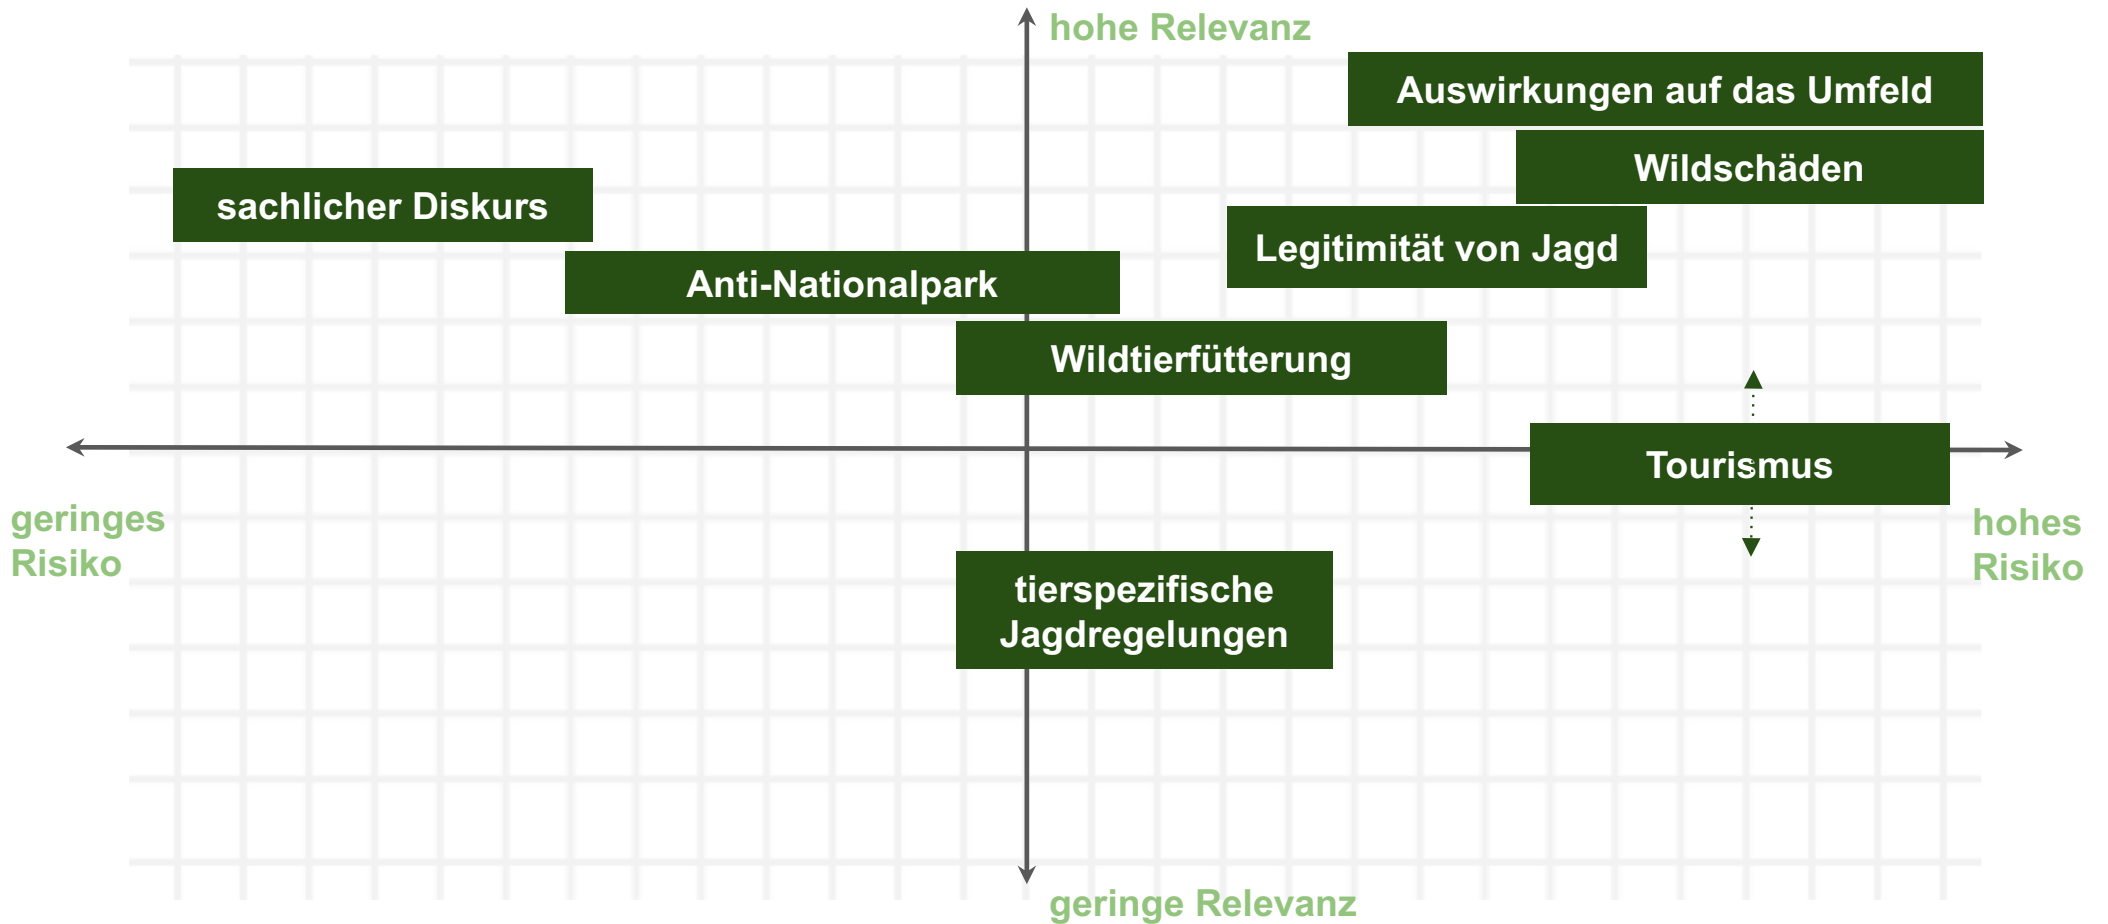 hohe Relevanz
Auswirkungen auf das Umfeld
Wildschäden
sachlicher Diskurs
Legitimität von Jagd
Anti-Nationalpark
Wildtierfütterung
Tourismus
geringes
Risiko
hohes
Risiko
tierspezifische
Jagdregelungen
geringe Relevanz